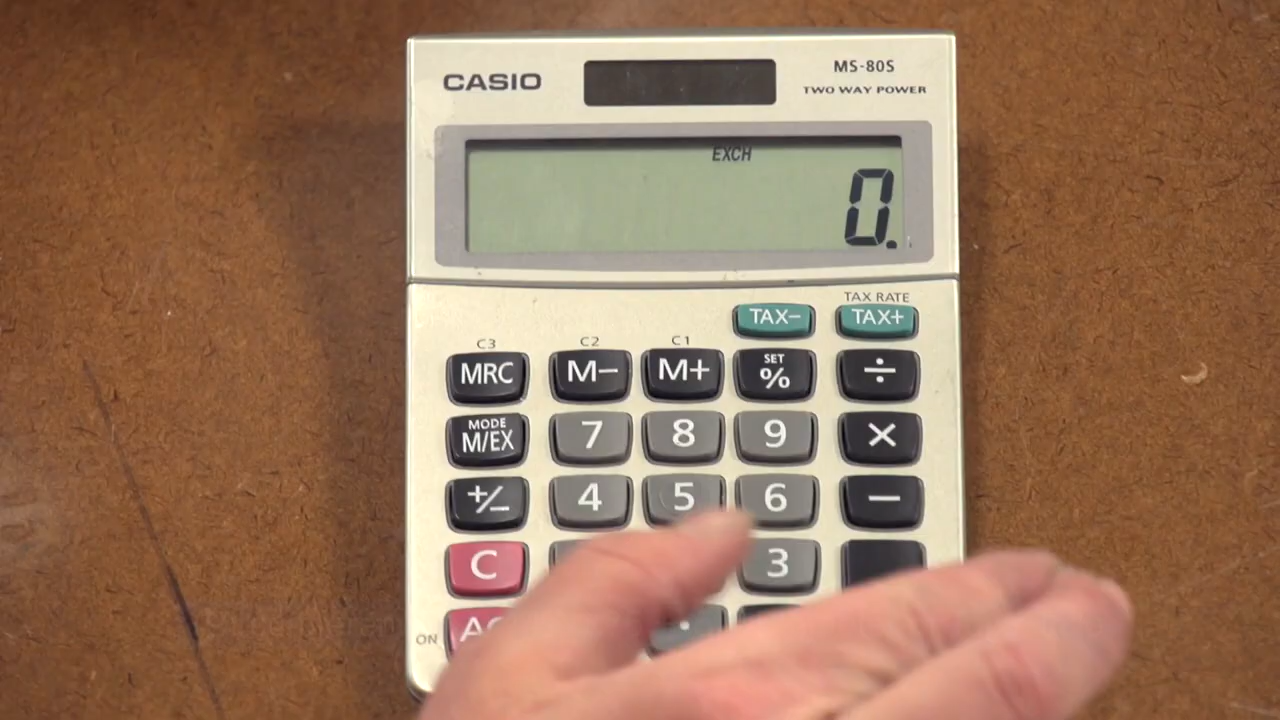 CASIO
MS-80S
TWO WAY POWER
EXCH
0.
TAX RATE
TAX− TAX+
C3 C2 C1
MRC M− M+ SET % ÷
MODE M/EX 7 8 9 ×
+/− 4 5 6 −
C 3
ON